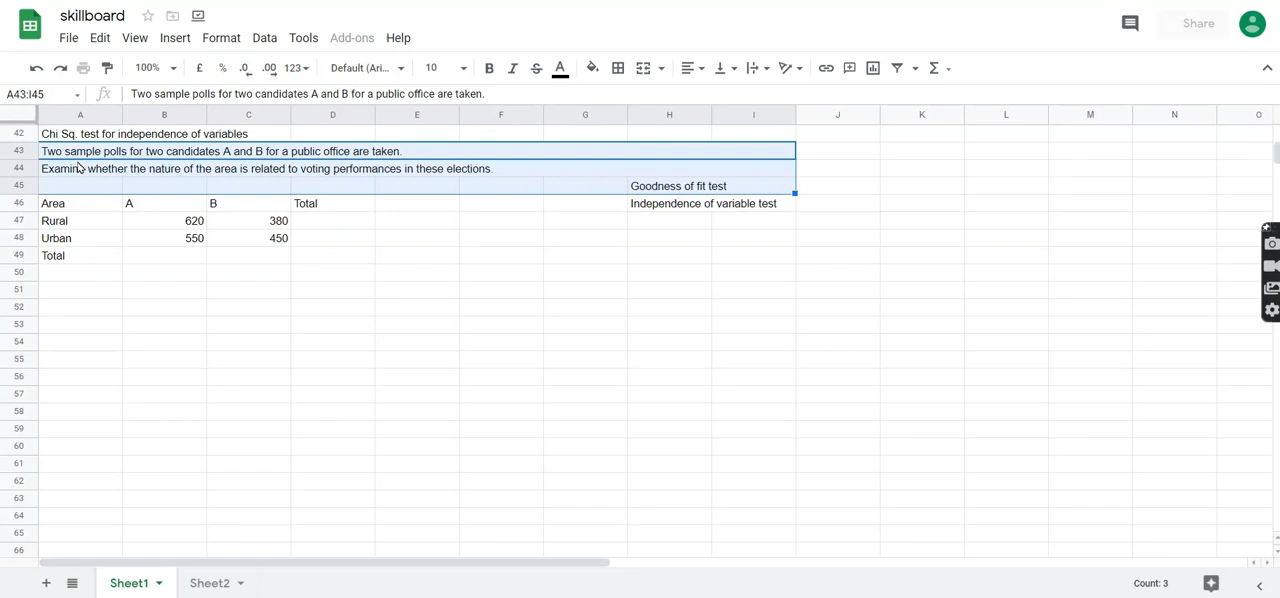 skillboard
File Edit View Insert Format Data Tools Add-ons Help
Share
100% £ % .0 .00 123 Default (Ari... 10 B I S A Σ
A43:I45 fx Two sample polls for two candidates A and B for a public office are taken.
A B C D E F G H I J K L M N O
42 Chi Sq. test for independence of variables
43 Two sample polls for two candidates A and B for a public office are taken.
44 Examine whether the nature of the area is related to voting performances in these elections.
45 Goodness of fit test
46 Area A B Total Independence of variable test
47 Rural 620 380
48 Urban 550 450
49 Total
50
51
52
53
54
55
56
57
58
59
60
61
62
63
64
65
66
Sheet1 Sheet2 Count: 3